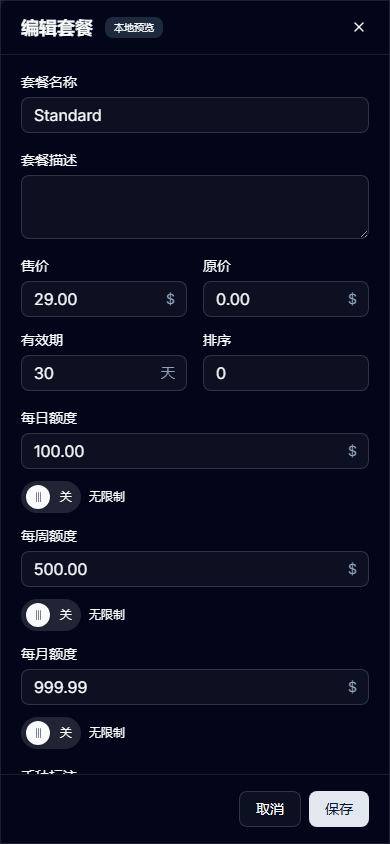 编辑套餐 本地预览
套餐名称
Standard
套餐描述
售价 原价
29.00 $ 0.00 $
有效期 排序
30 天 0
每日额度
100.00 $
关 无限制
每周额度
500.00 $
关 无限制
每月额度
999.99 $
关 无限制
取消 保存